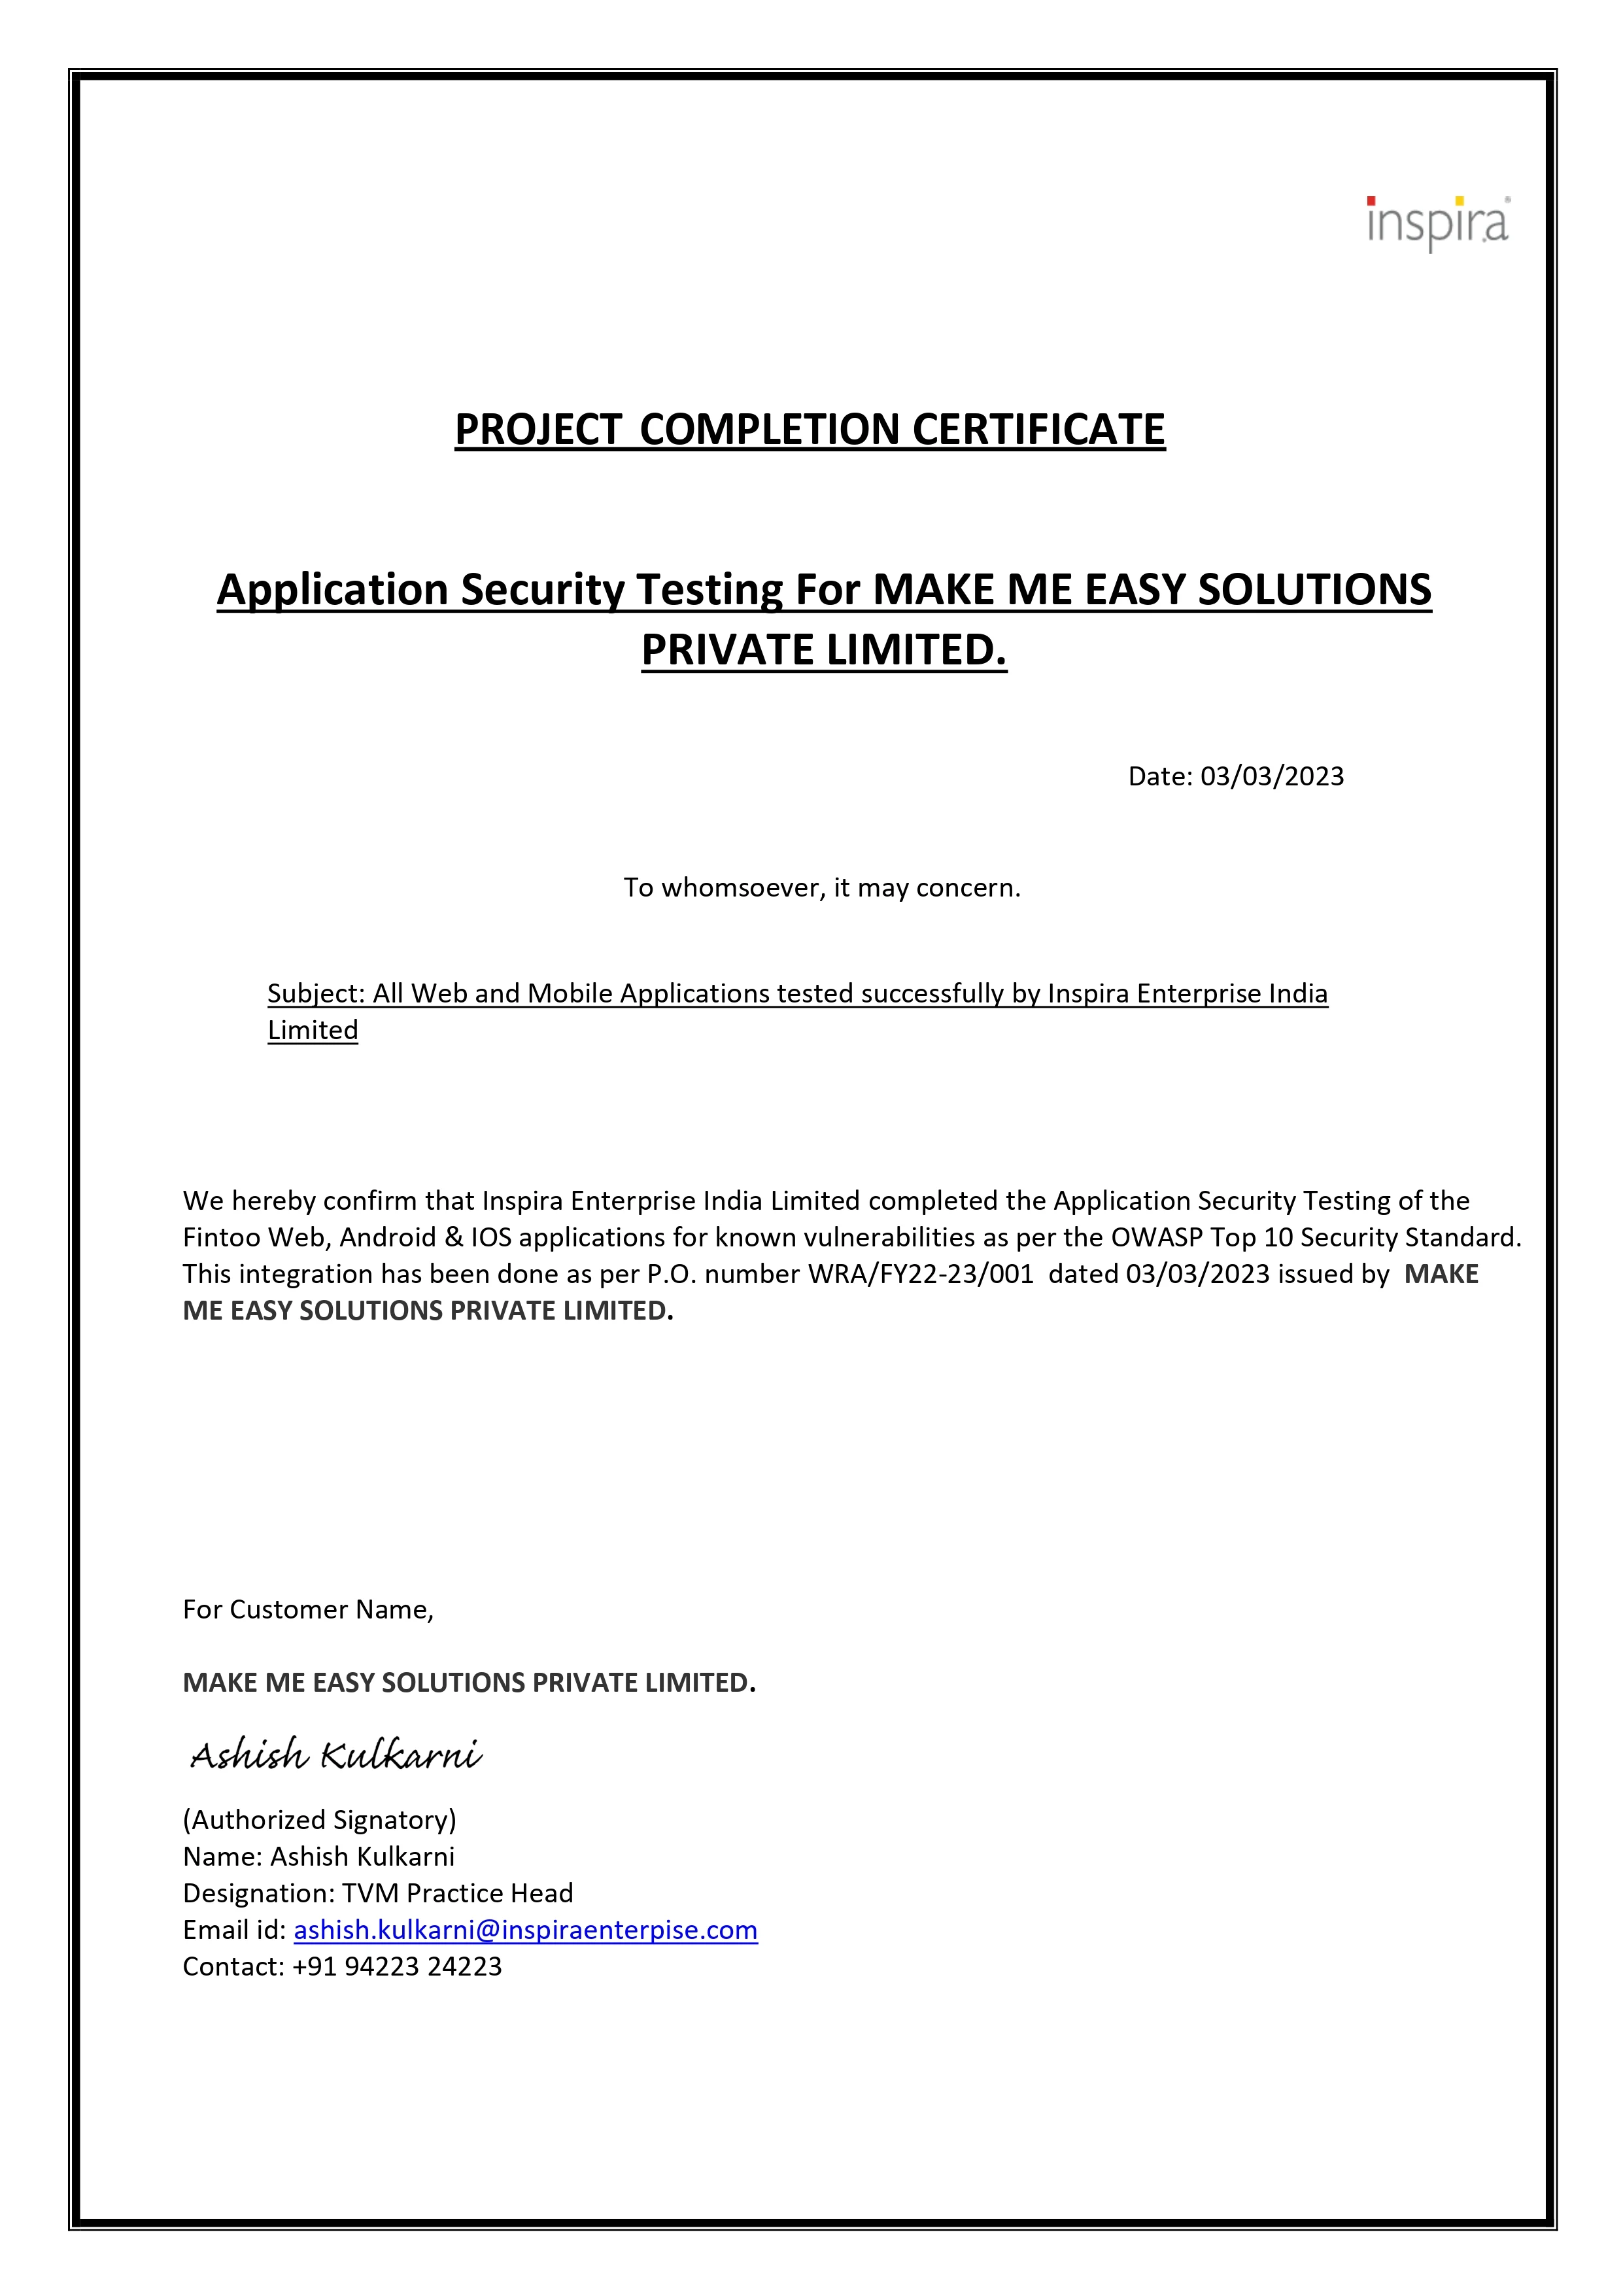 inspira
PROJECT COMPLETION CERTIFICATE
Application Security Testing For MAKE ME EASY SOLUTIONS
PRIVATE LIMITED.
Date: 03/03/2023
To whomsoever, it may concern.
Subject: All Web and Mobile Applications tested successfully by Inspira Enterprise India
Limited
We hereby confirm that Inspira Enterprise India Limited completed the Application Security Testing of the
Fintoo Web, Android & IOS applications for known vulnerabilities as per the OWASP Top 10 Security Standard.
This integration has been done as per P.O. number WRA/FY22-23/001 dated 03/03/2023 issued by MAKE
ME EASY SOLUTIONS PRIVATE LIMITED.
For Customer Name,
MAKE ME EASY SOLUTIONS PRIVATE LIMITED.
Ashish Kulkarni
(Authorized Signatory)
Name: Ashish Kulkarni
Designation: TVM Practice Head
Email id: ashish.kulkarni@inspiraenterpise.com
Contact: +91 94223 24223